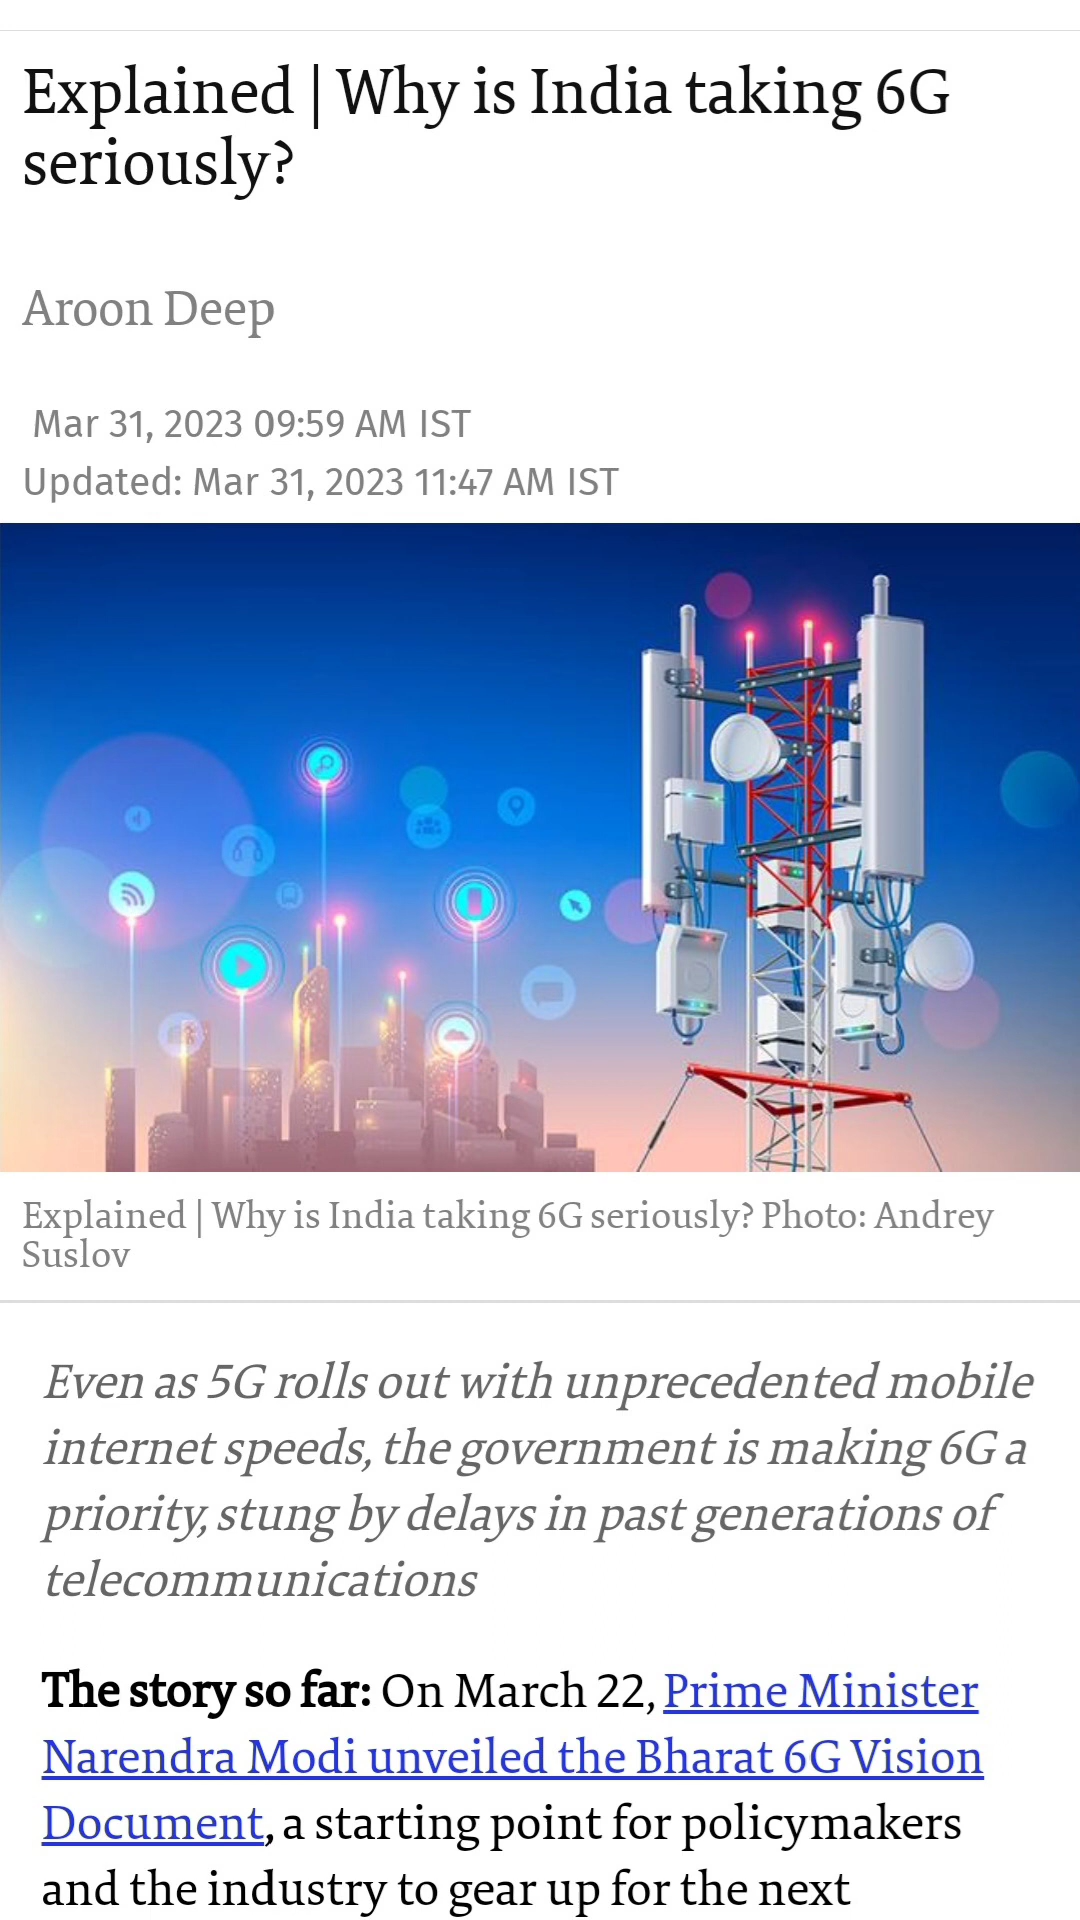 Explained | Why is India taking 6G
seriously?
Aroon Deep
Mar 31, 2023 09:59 AM IST
Updated: Mar 31, 2023 11:47 AM IST
Explained | Why is India taking 6G seriously? Photo: Andrey
Suslov
Even as 5G rolls out with unprecedented mobile
internet speeds, the government is making 6G a
priority, stung by delays in past generations of
telecommunications
The story so far: On March 22, Prime Minister
Narendra Modi unveiled the Bharat 6G Vision
Document, a starting point for policymakers
and the industry to gear up for the next